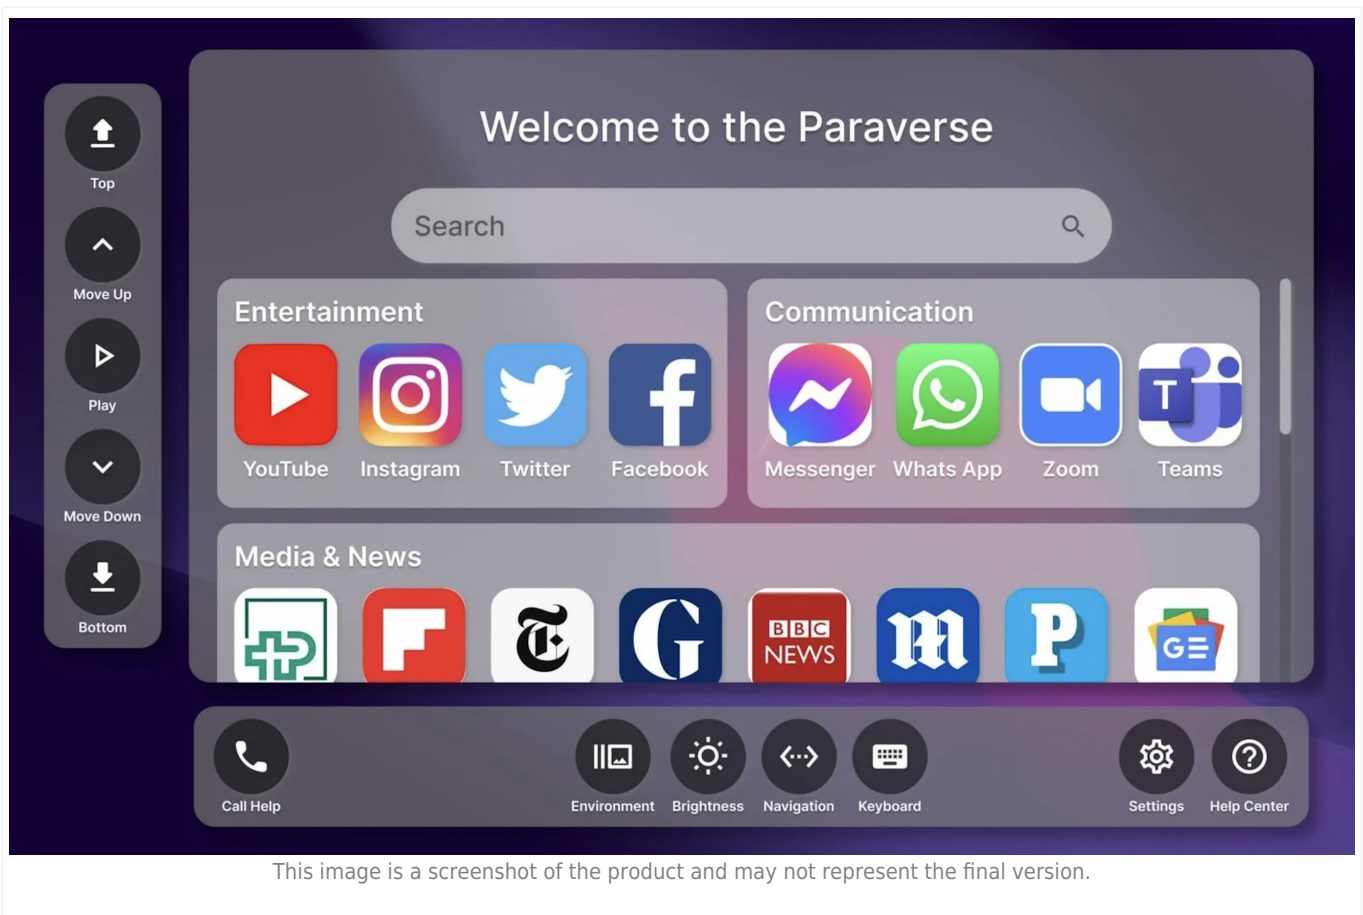 Welcome to the Paraverse
Search
Top
Move Up
Play
Move Down
Bottom
Entertainment
YouTube Instagram Twitter Facebook
Communication
T
Messenger Whats App Zoom Teams
Media & News
T G BBC NEWS m P GE
Call Help
Environment Brightness Navigation Keyboard
Settings Help Center
This image is a screenshot of the product and may not represent the final version.